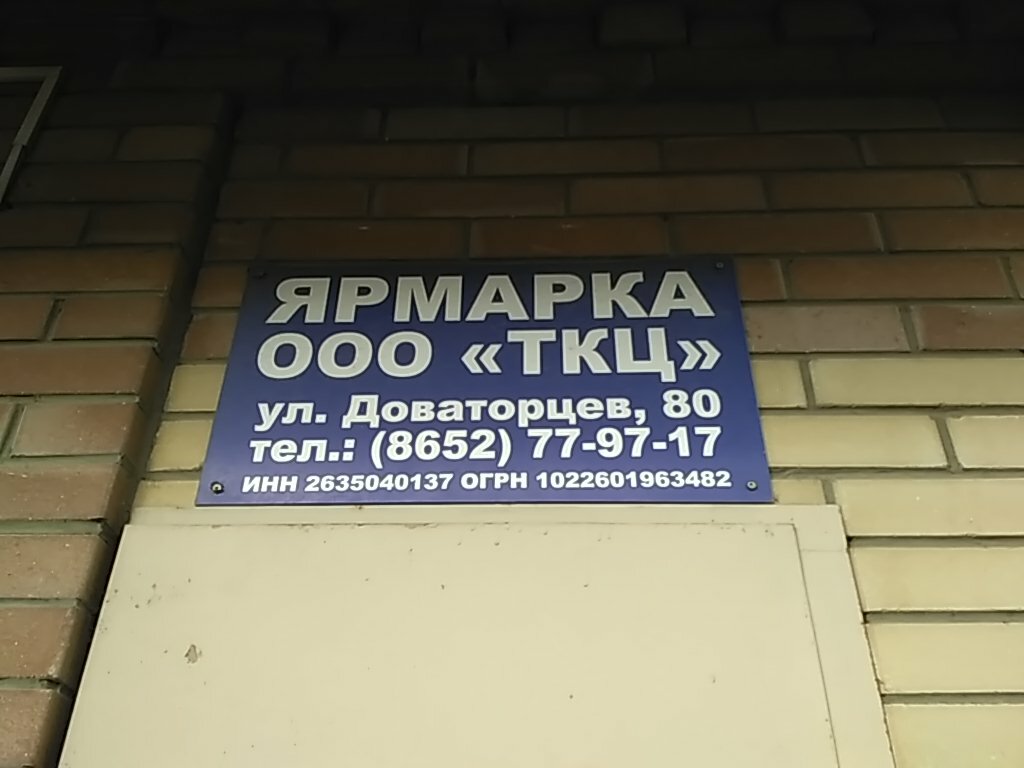 ЯРМАРКА
ООО «ТКЦ»
ул. Доваторцев, 80
тел.: (8652) 77-97-17
ИНН 2635040137 ОГРН 1022601963482